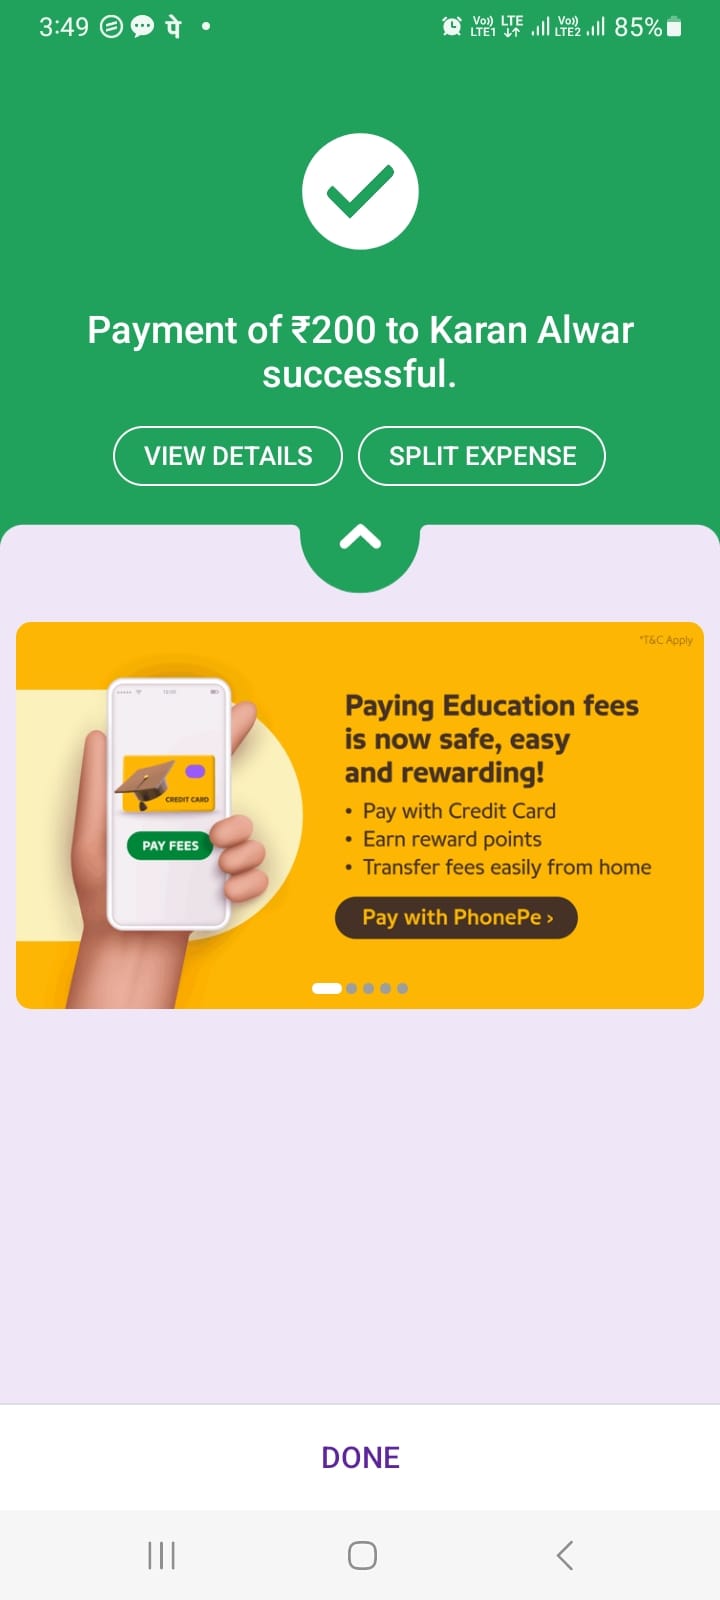 3:49 पे Vo) LTE Vo) 85%
LTE1 LTE2
Payment of ₹200 to Karan Alwar
successful.
VIEW DETAILS SPLIT EXPENSE
*T&C Apply
Paying Education fees
is now safe, easy
and rewarding!
• Pay with Credit Card
• Earn reward points
• Transfer fees easily from home
CREDIT CARD
PAY FEES
Pay with PhonePe ›
DONE